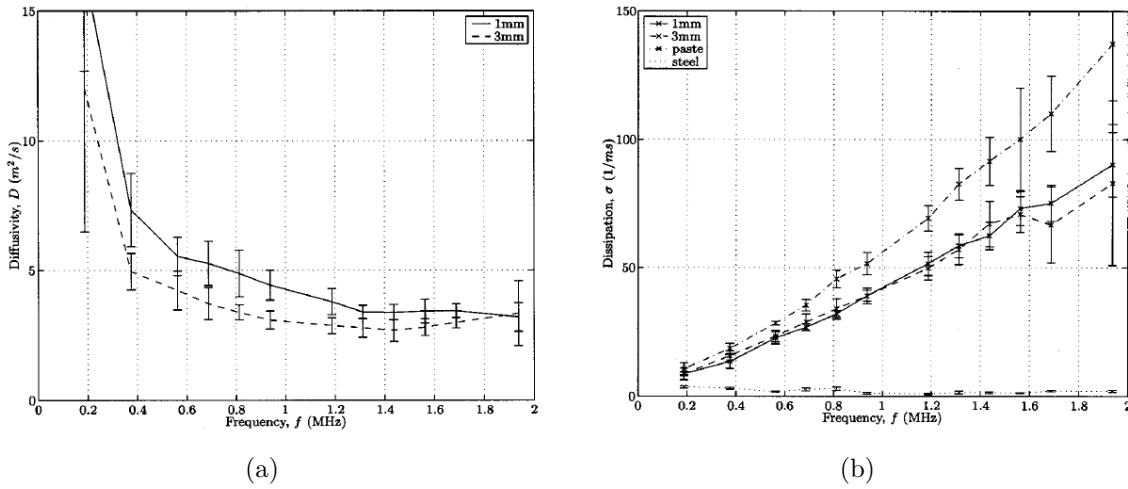 15
10
5
0
Diffusivity, D (m²/s)
1mm
3mm
0 0.2 0.4 0.6 0.8 1 1.2 1.4 1.6 1.8 2
Frequency, f (MHz)
(a)
150
100
50
0
Dissipation, σ (1/ms)
1mm
3mm
paste
steel
0 0.2 0.4 0.6 0.8 1 1.2 1.4 1.6 1.8 2
Frequency, f (MHz)
(b)